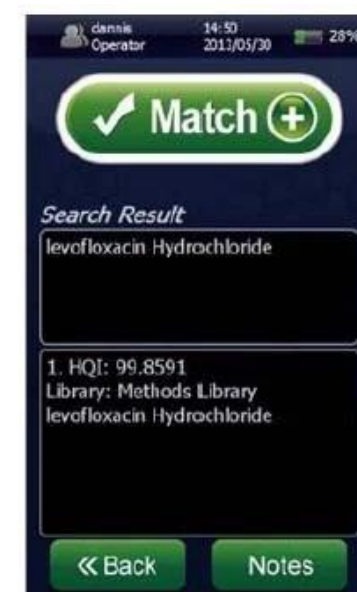 dannis 14:50
Operator 2013/05/30 28%
Match
Search Result
levofloxacin Hydrochloride
1. HQI: 99.8591
Library: Methods Library
levofloxacin Hydrochloride
« Back Notes